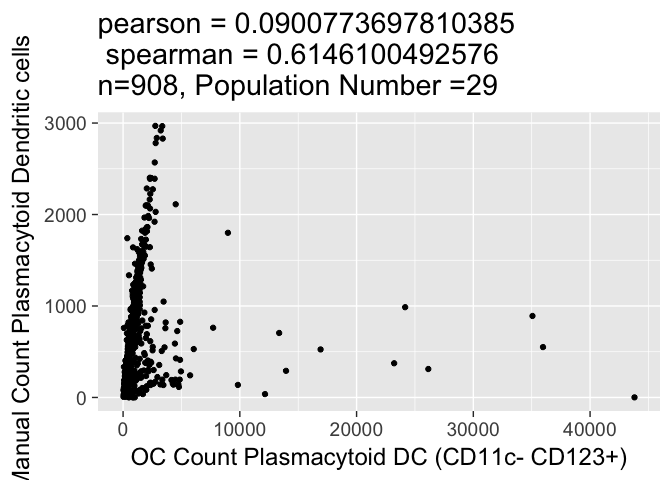 pearson = 0.0900773697810385
spearman = 0.6146100492576
n=908, Population Number =29
Manual Count Plasmacytoid Dendritic cells
3000
2000
1000
0
0 10000 20000 30000 40000
OC Count Plasmacytoid DC (CD11c- CD123+)